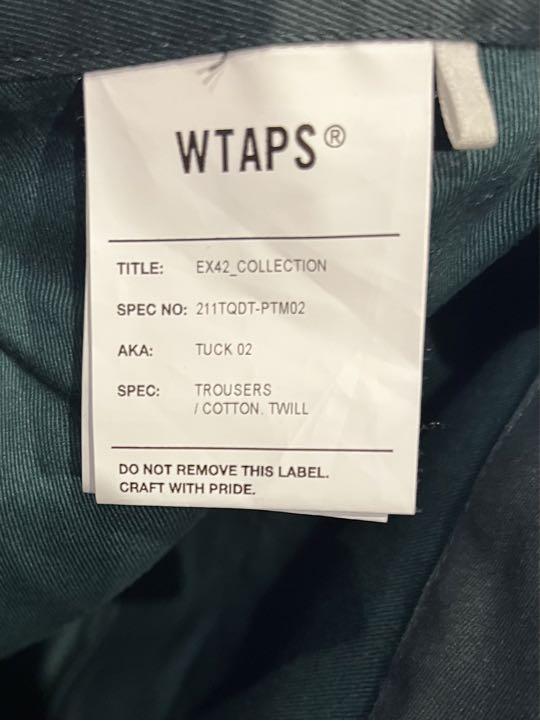 WTAPS®
TITLE: EX42_COLLECTION
SPEC NO: 211TQDT-PTM02
AKA: TUCK 02
SPEC: TROUSERS
/ COTTON. TWILL
DO NOT REMOVE THIS LABEL.
CRAFT WITH PRIDE.